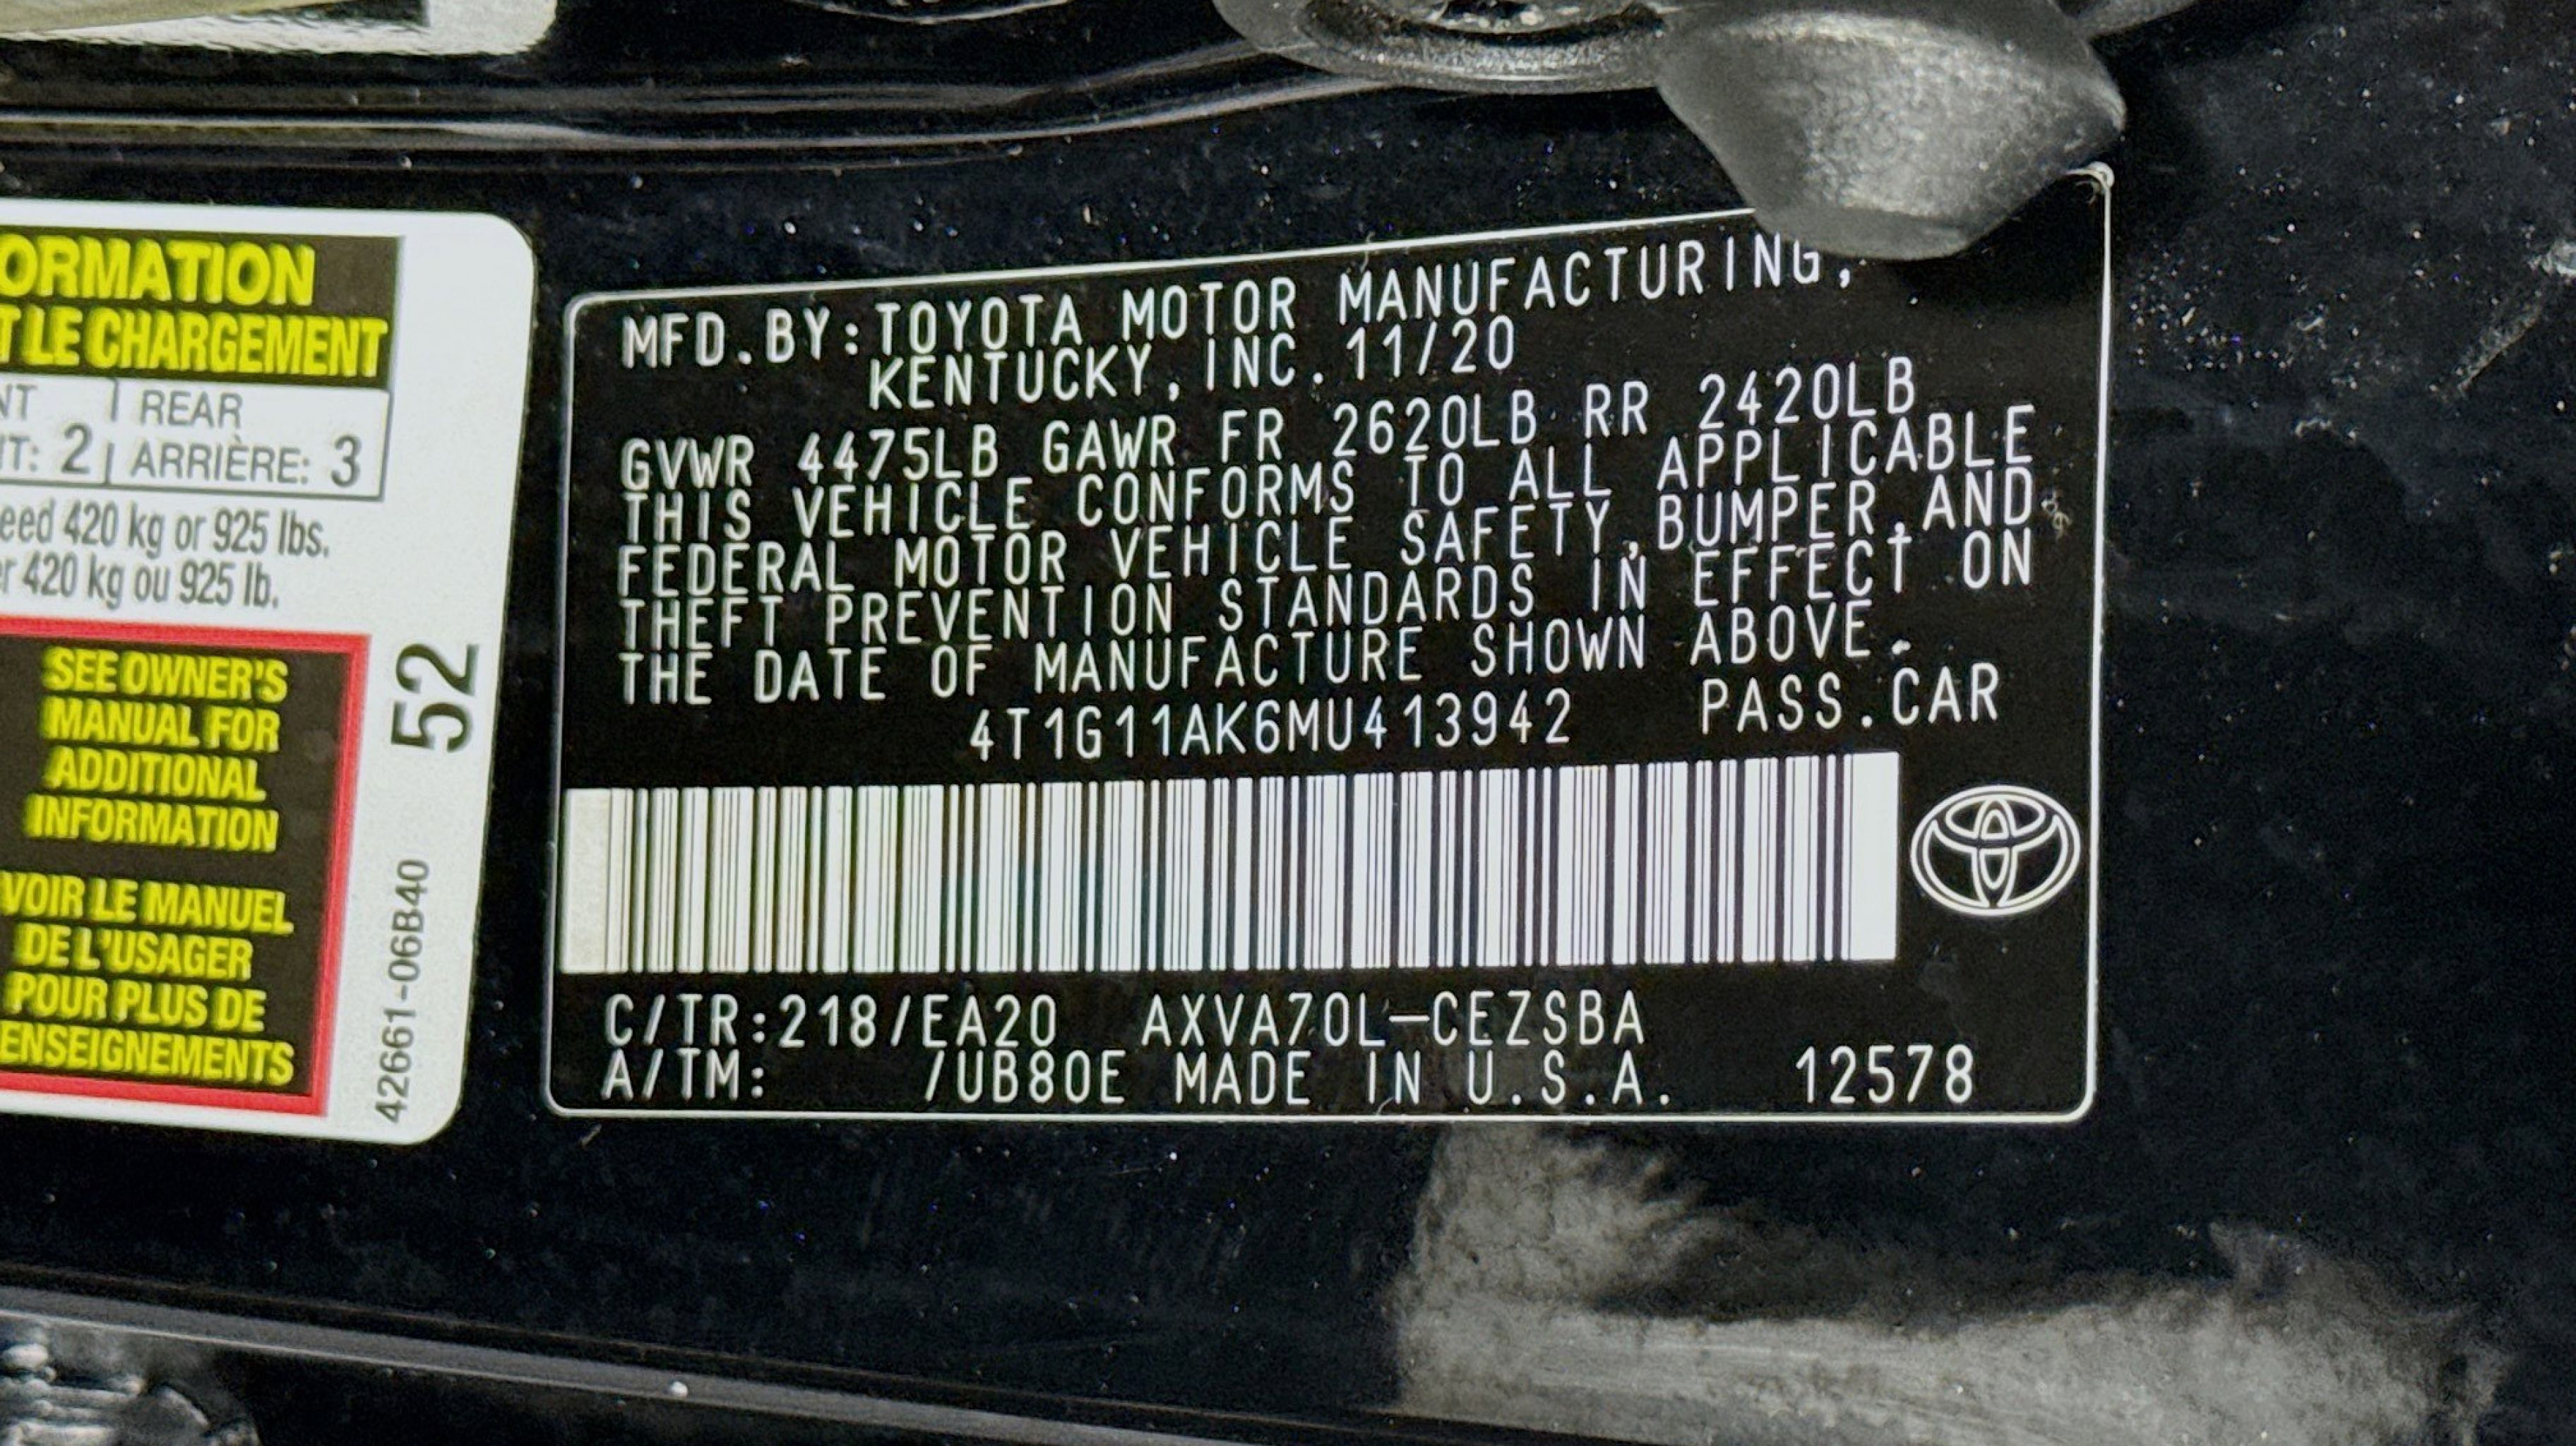 ORMATION
T LE CHARGEMENT
NT | REAR
T: 2 | ARRIÈRE: 3
eed 420 kg or 925 lbs.
r 420 kg ou 925 lb.
SEE OWNER'S
MANUAL FOR
ADDITIONAL
INFORMATION
VOIR LE MANUEL
DE L'USAGER
POUR PLUS DE
ENSEIGNEMENTS
52
42661-06B40
MFD.BY:TOYOTA MOTOR MANUFACTURING,
KENTUCKY,INC. 11/20
GVWR 4475LB GAWR FR 2620LB RR 2420LB
THIS VEHICLE CONFORMS TO ALL APPLICABLE
FEDERAL MOTOR VEHICLE SAFETY,BUMPER,AND
THEFT PREVENTION STANDARDS IN EFFECT ON
THE DATE OF MANUFACTURE SHOWN ABOVE.
4T1G11AK6MU413942 PASS.CAR
C/TR:218/EA20 AXVA70L-CEZSBA
A/TM: /UB80E MADE IN U.S.A. 12578